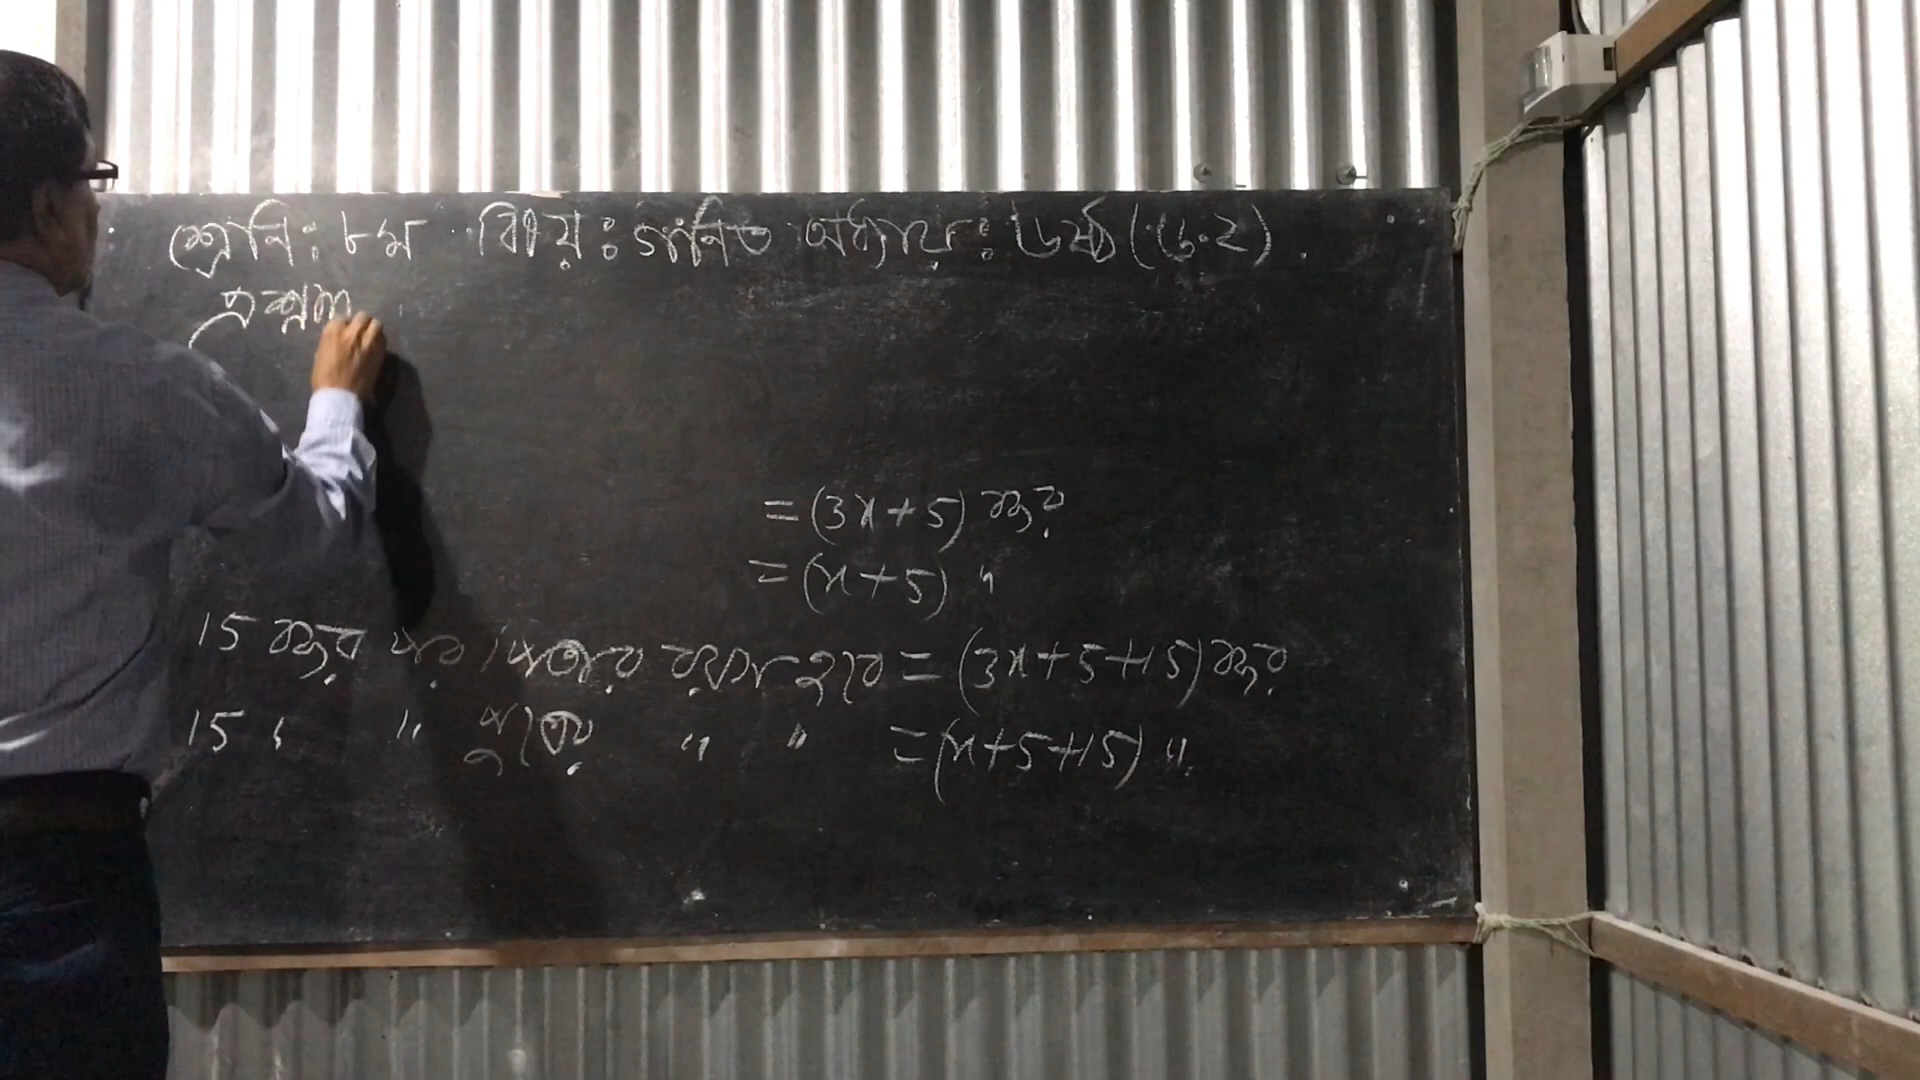 শ্রেণি: ৮ম বিষয়: গণিত অধ্যায়: ৬ষ্ঠ (৬.২)
= (3x+5) বছর
= (x+5) "
15 বছর পর পিতার বয়স হবে = (3x+5+15) বছর
15 " " পুত্রের " " = (x+5+15) "